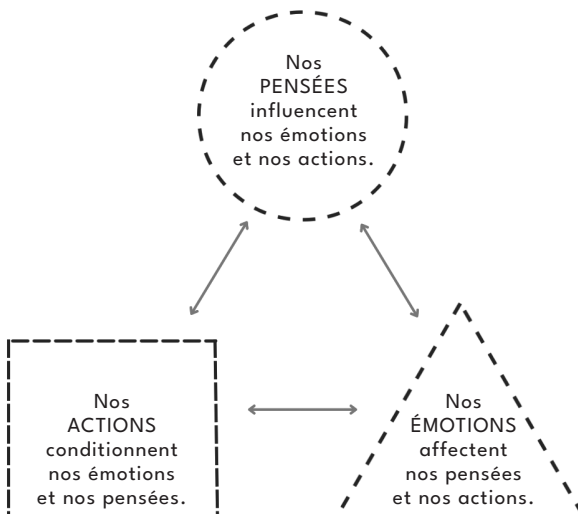 Nos
PENSÉES
influencent
nos émotions
et nos actions.
Nos
ACTIONS
conditionnent
nos émotions
et nos pensées.
Nos
ÉMOTIONS
affectent
nos pensées
et nos actions.